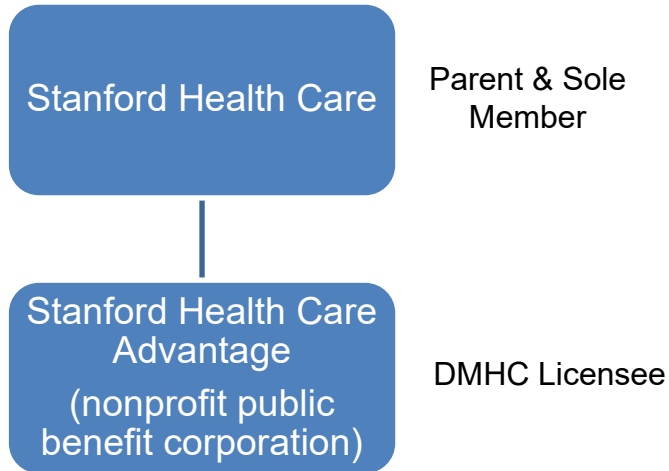 Stanford Health Care
Parent & Sole
Member
Stanford Health Care
Advantage
(nonprofit public
benefit corporation)
DMHC Licensee